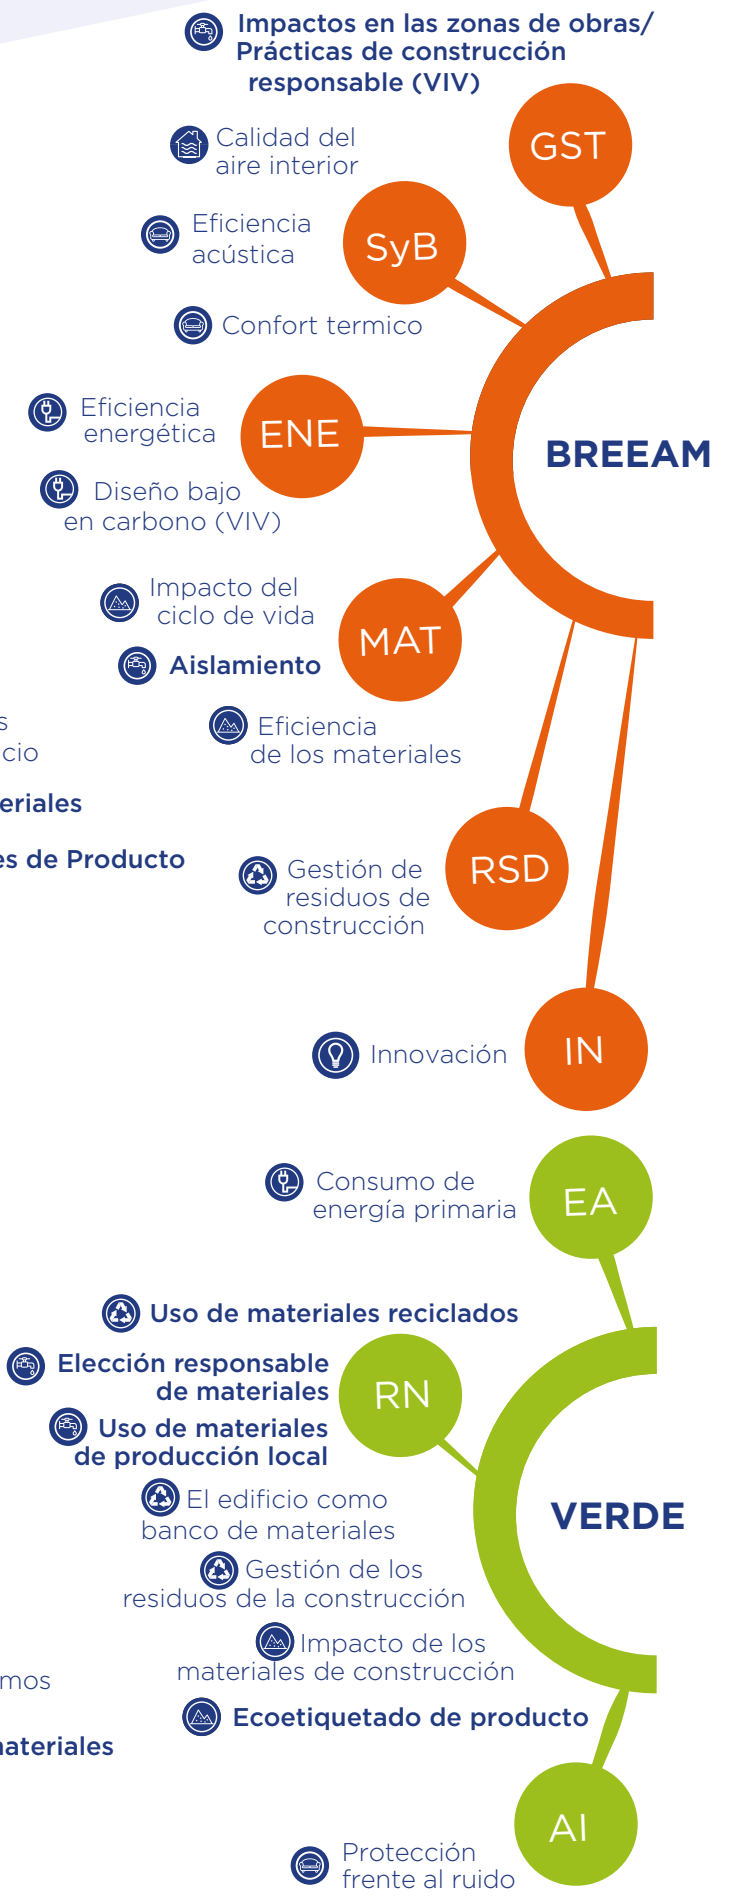 Impactos en las zonas de obras/
Prácticas de construcción
responsable (VIV)
GST
Calidad del
aire interior
SyB
Eficiencia
acústica
Confort termico
Eficiencia
energética
ENE
BREEAM
Diseño bajo
en carbono (VIV)
Impacto del
ciclo de vida
MAT
Aislamiento
Eficiencia
de los materiales
es de Producto
RSD
Gestión de
residuos de
construcción
Innovación
IN
Consumo de
energía primaria
EA
Uso de materiales reciclados
Elección responsable
de materiales
RN
Uso de materiales
de producción local
El edificio como
banco de materiales
VERDE
Gestión de los
residuos de la construcción
Impacto de los
materiales de construcción
mos
Ecoetiquetado de producto
materiales
AI
Protección
frente al ruido